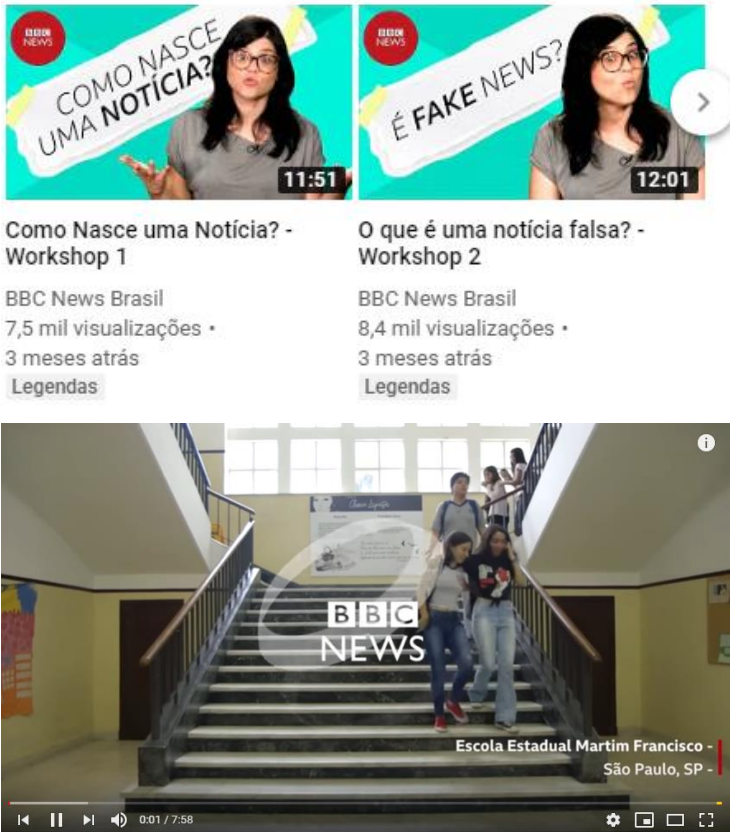 BBC
NEWS
COMO NASCE
UMA NOTÍCIA?
11:51
BBC
NEWS
É FAKE NEWS?
12:01
Como Nasce uma Notícia? -
Workshop 1
BBC News Brasil
7,5 mil visualizações •
3 meses atrás
Legendas
O que é uma notícia falsa? -
Workshop 2
BBC News Brasil
8,4 mil visualizações •
3 meses atrás
Legendas
BBC
NEWS
Escola Estadual Martim Francisco -
São Paulo, SP -
0:01 / 7:58